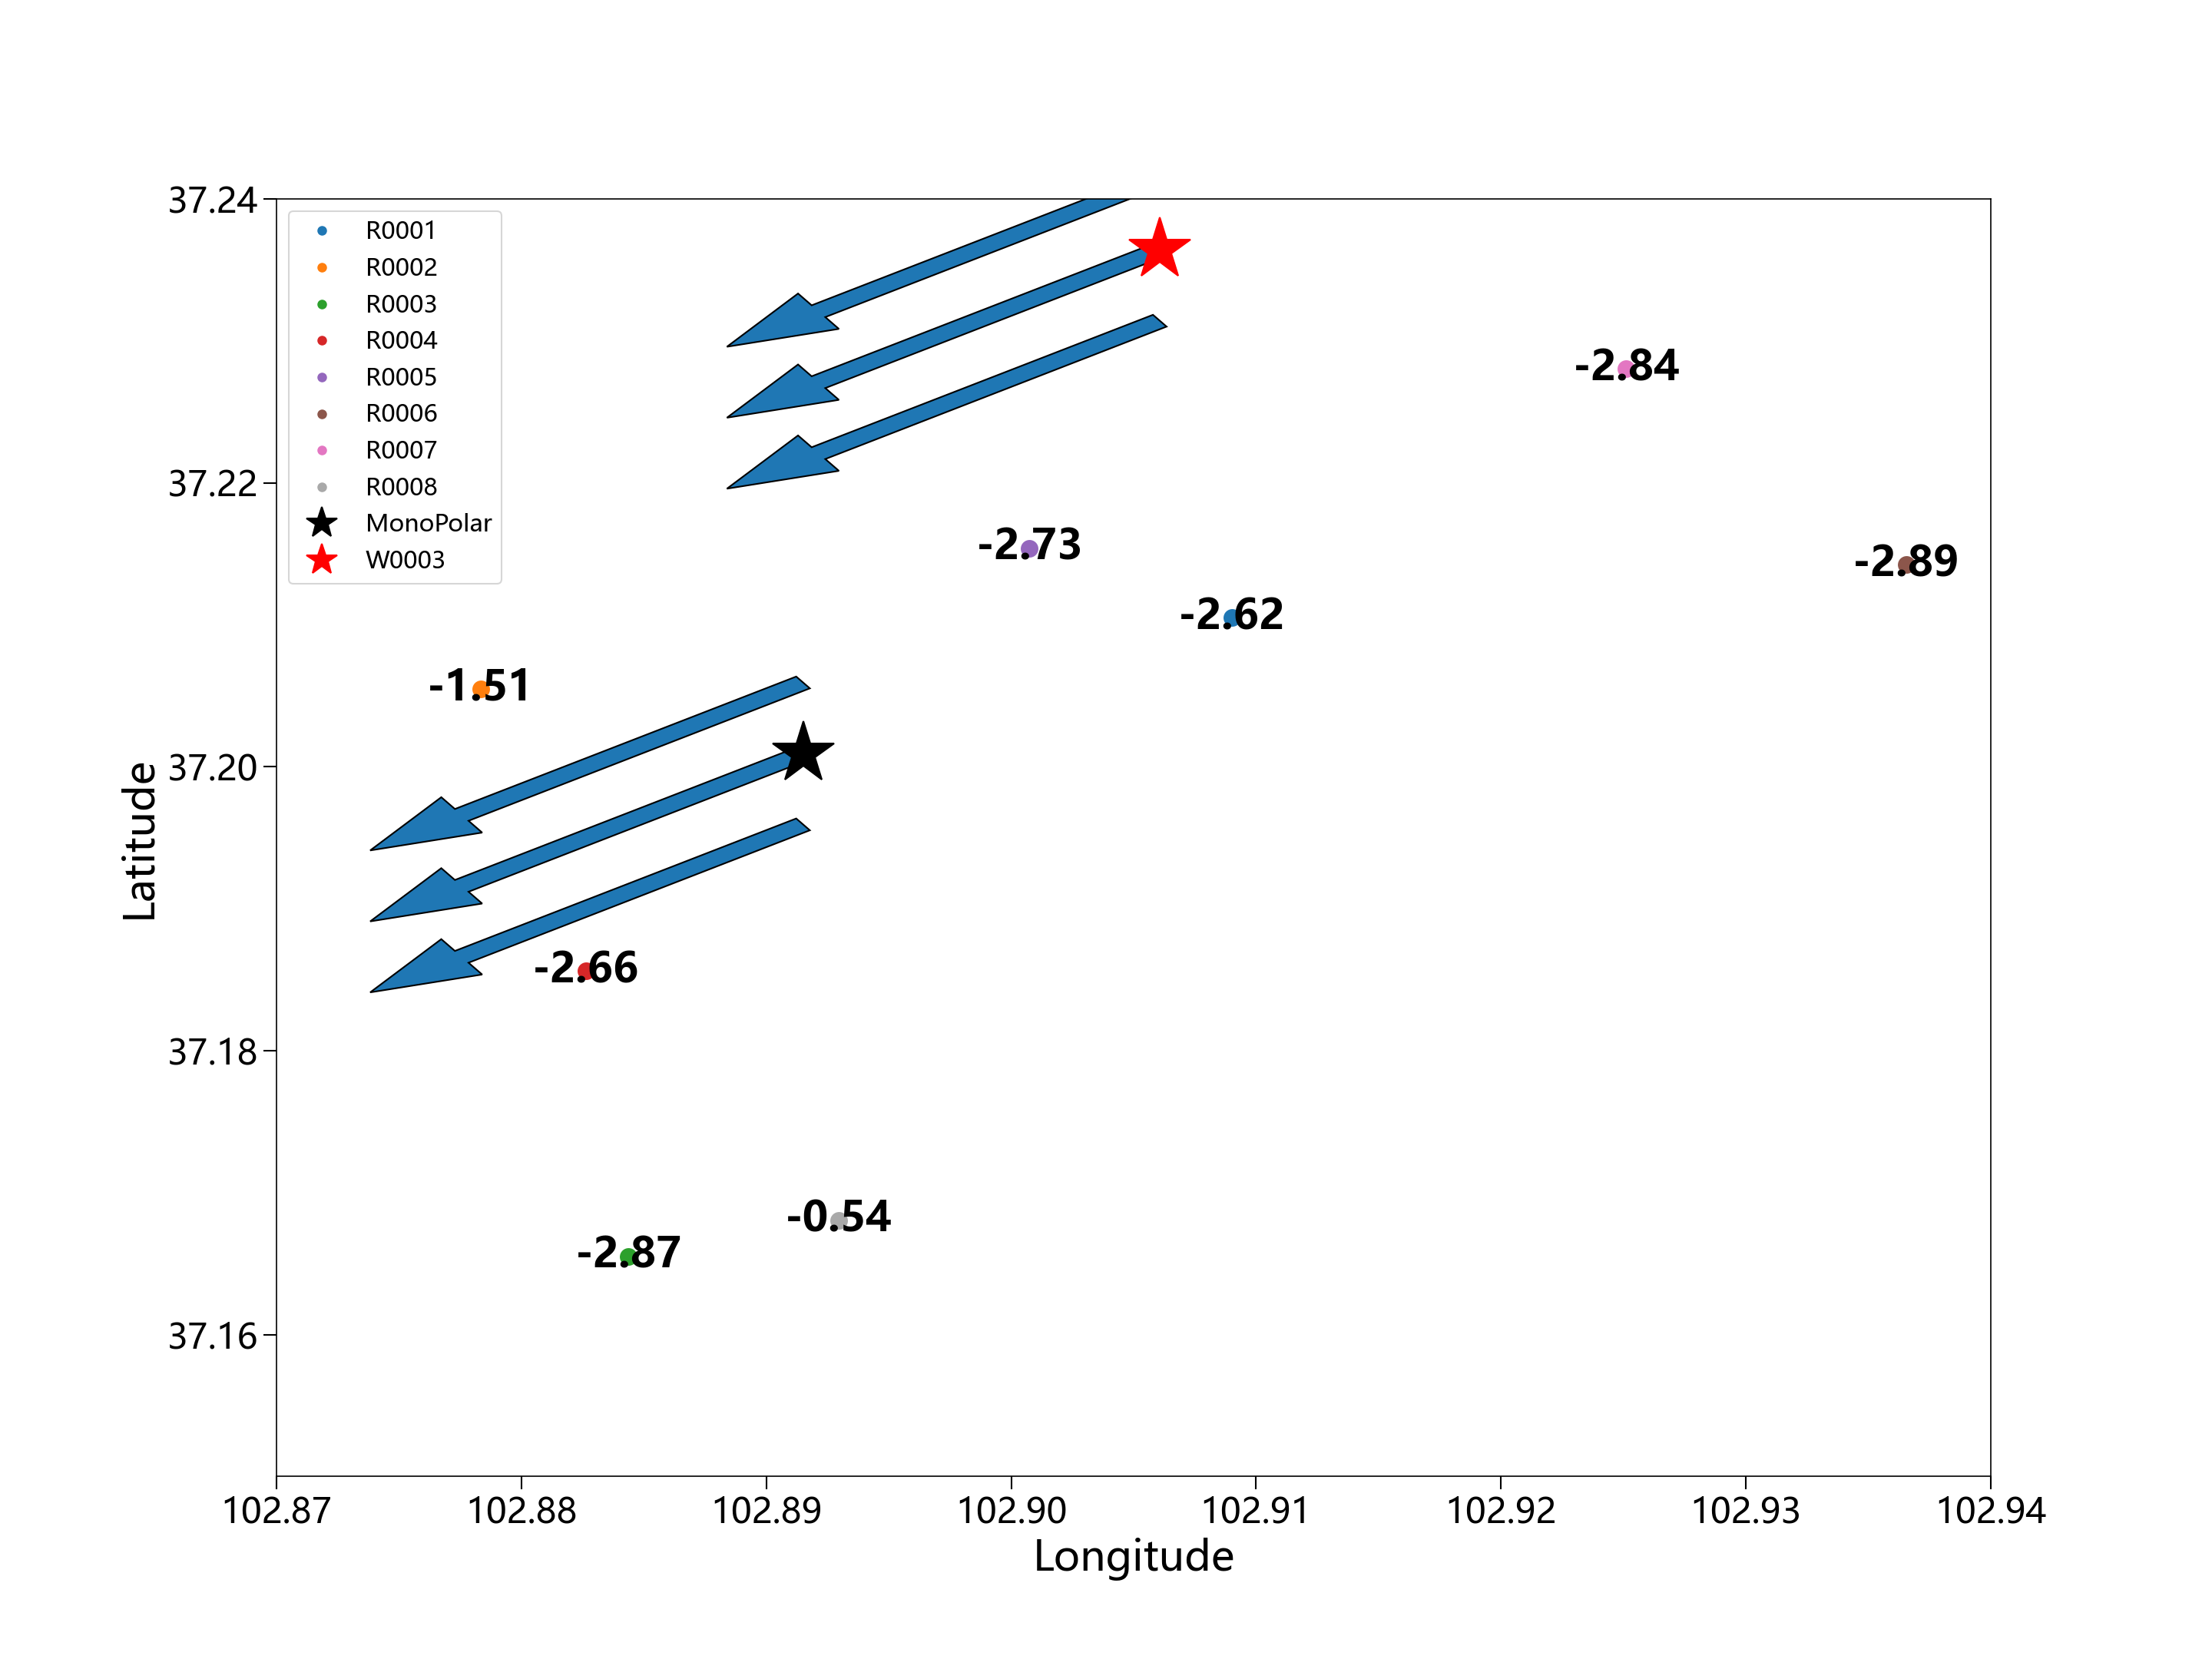 37.24
37.22
37.20
37.18
37.16
Latitude
R0001
R0002
R0003
R0004
R0005
R0006
R0007
R0008
MonoPolar
W0003
-2.84
-2.73
-2.89
-2.62
-1.51
-2.66
-0.54
-2.87
102.87 102.88 102.89 102.90 102.91 102.92 102.93 102.94
Longitude